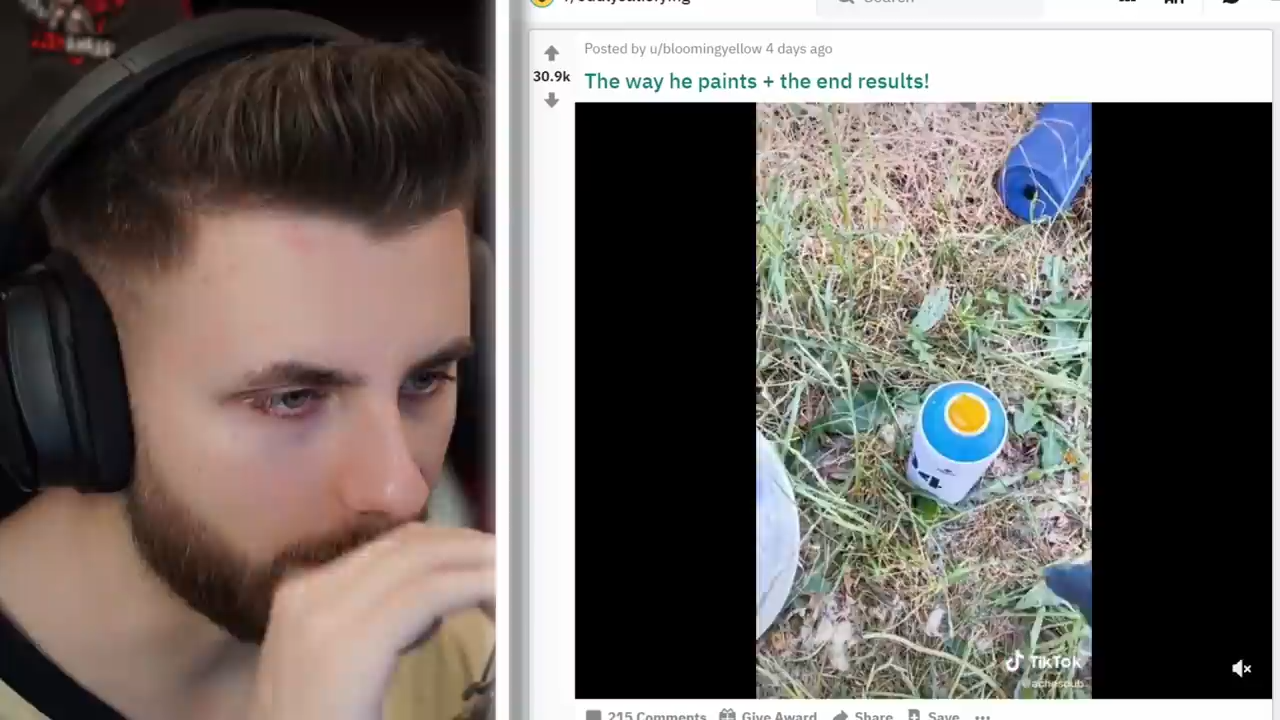 Search
Posted by u/bloomingyellow 4 days ago
30.9k
The way he paints + the end results!
TikTok
215 Comments Give Award Share Save